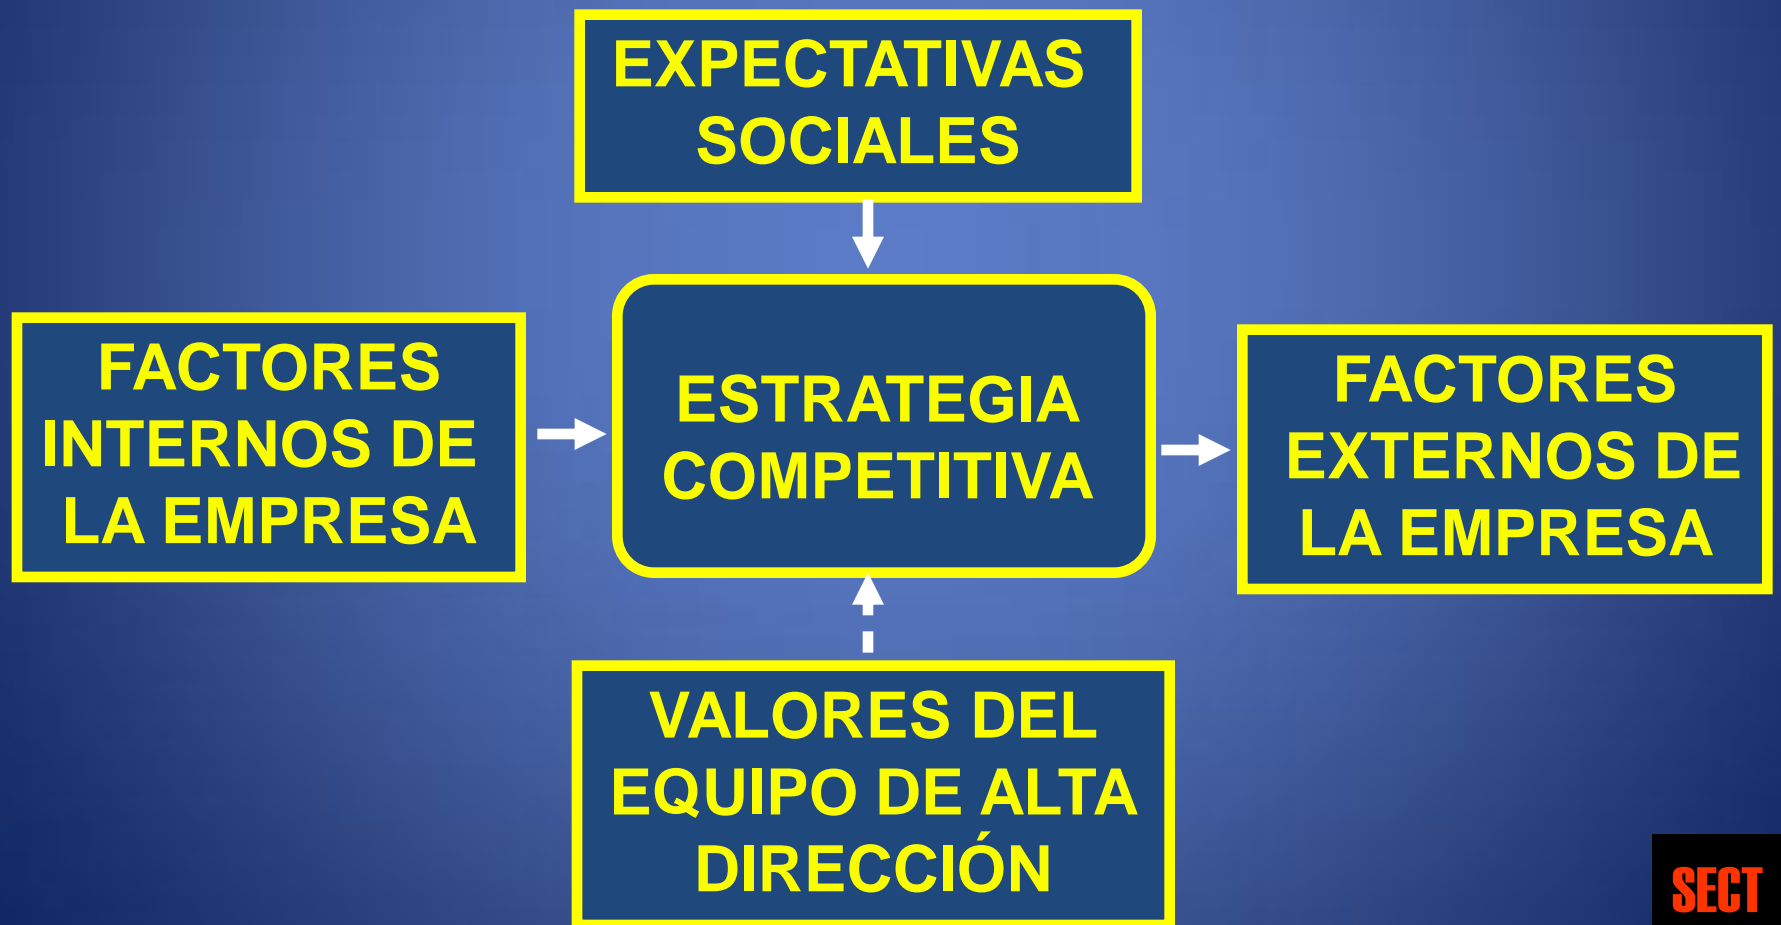 EXPECTATIVAS
SOCIALES
FACTORES
INTERNOS DE
LA EMPRESA
ESTRATEGIA
COMPETITIVA
FACTORES
EXTERNOS DE
LA EMPRESA
VALORES DEL
EQUIPO DE ALTA
DIRECCIÓN
SECT